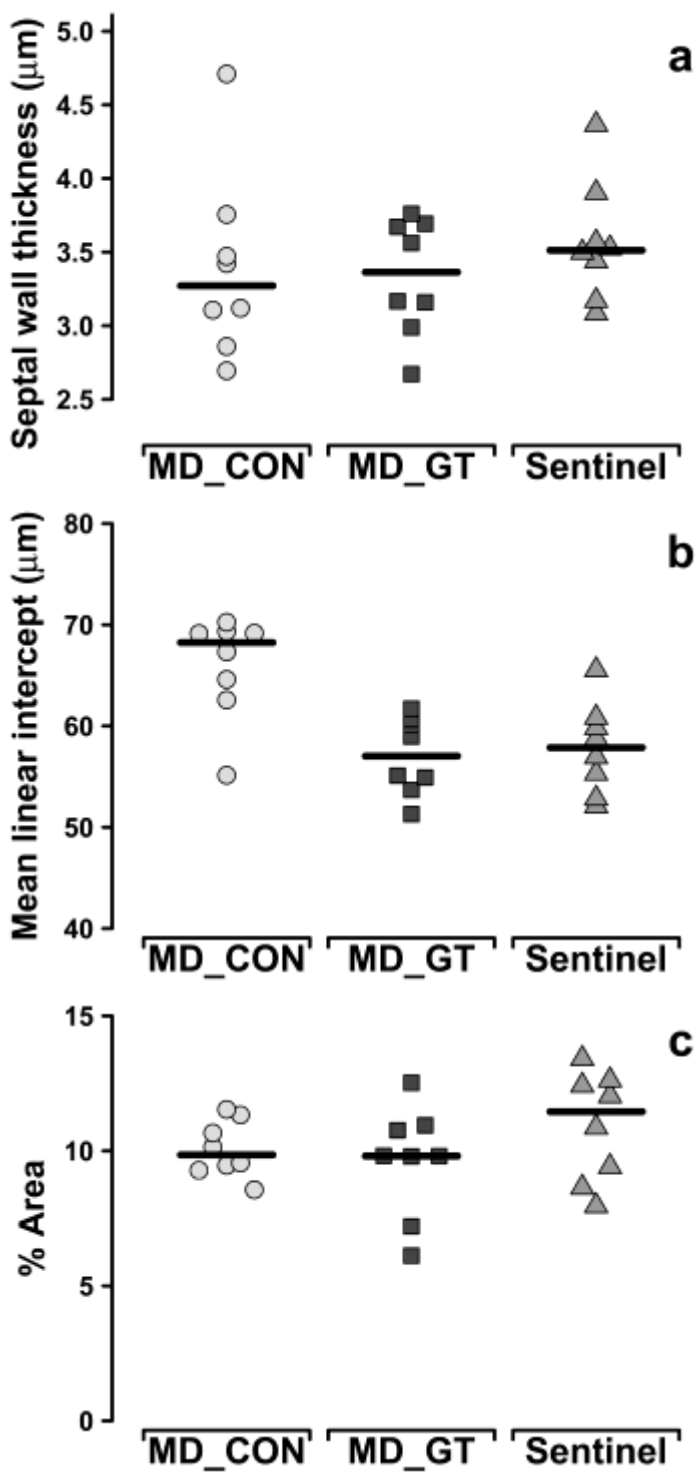 a
Septal wall thickness (μm)
5.0
4.5
4.0
3.5
3.0
2.5
MD_CON MD_GT Sentinel
b
Mean linear intercept (μm)
80
70
60
50
40
MD_CON MD_GT Sentinel
c
% Area
15
10
5
0
MD_CON MD_GT Sentinel